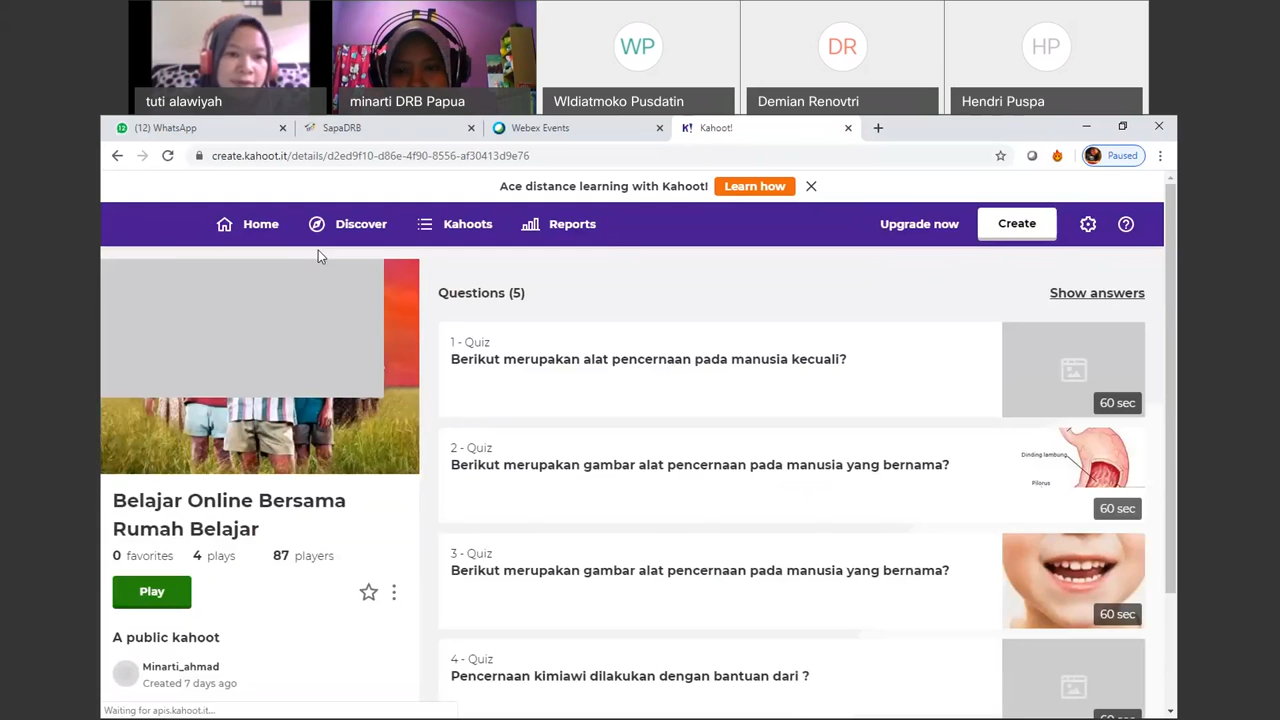 WP
DR
HP
tuti alawiyah
minarti DRB Papua
WIdiatmoko Pusdatin
Demian Renovtri
Hendri Puspa
(12) WhatsApp
SapaDRB
Webex Events
K! Kahoot!
create.kahoot.it/details/d2ed9f10-d86e-4f90-8556-af30413d9e76
Paused
Ace distance learning with Kahoot! Learn how
Home Discover Kahoots Reports Upgrade now Create
Questions (5) Show answers
1 - Quiz
Berikut merupakan alat pencernaan pada manusia kecuali?
60 sec
2 - Quiz
Berikut merupakan gambar alat pencernaan pada manusia yang bernama?
Dinding lambung
Pilorus
60 sec
3 - Quiz
Berikut merupakan gambar alat pencernaan pada manusia yang bernama?
60 sec
4 - Quiz
Pencernaan kimiawi dilakukan dengan bantuan dari ?
60 sec
Belajar Online Bersama
Rumah Belajar
0 favorites 4 plays 87 players
Play
A public kahoot
Minarti_ahmad
Created 7 days ago
Waiting for apis.kahoot.it...